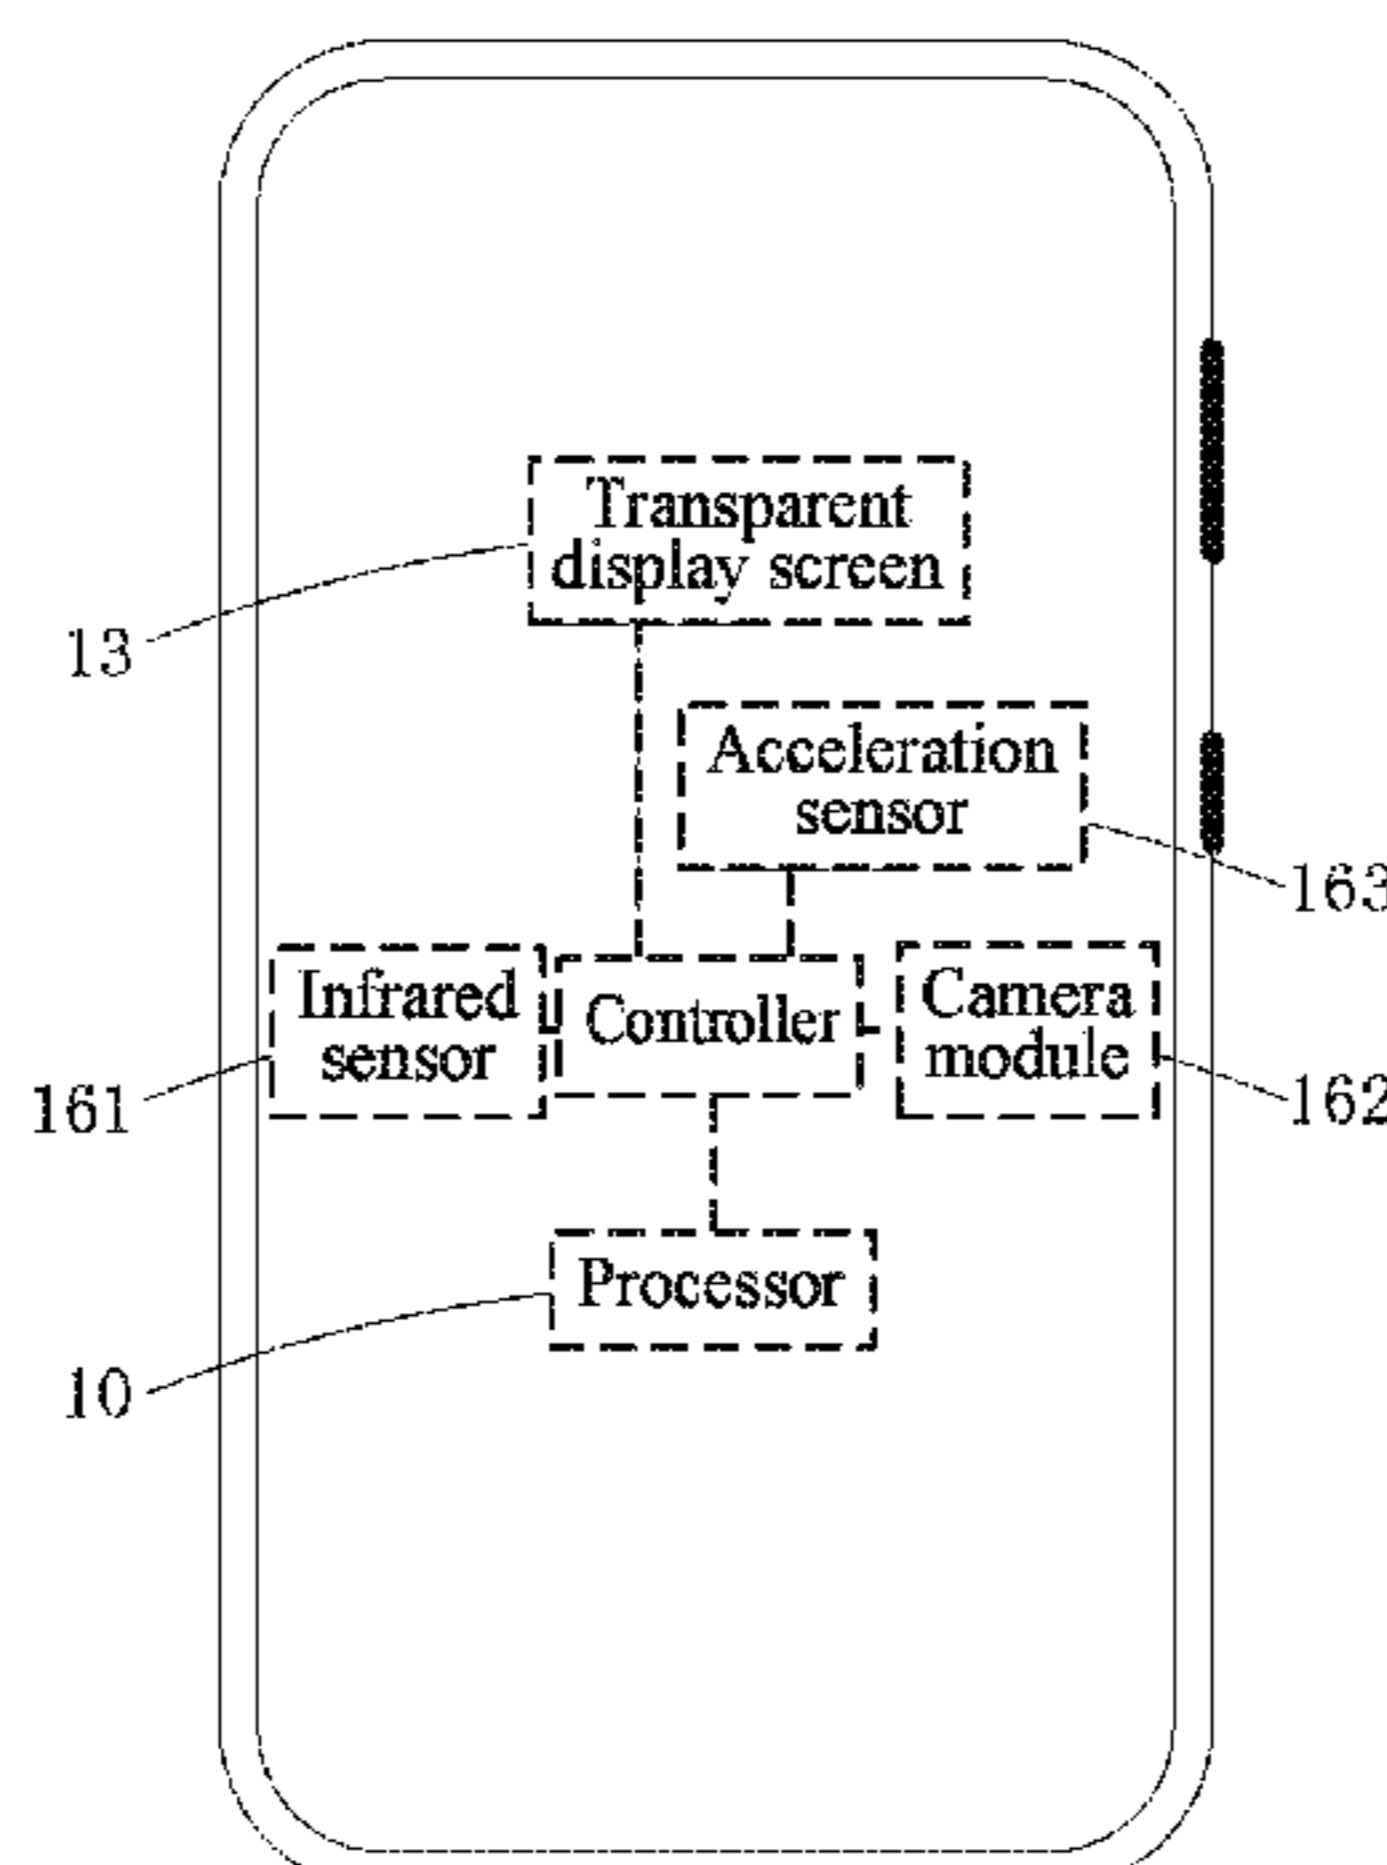 Transparent
display screen
13
Acceleration
sensor
163
Infrared
sensor
Controller
Camera
module
161
162
Processor
10